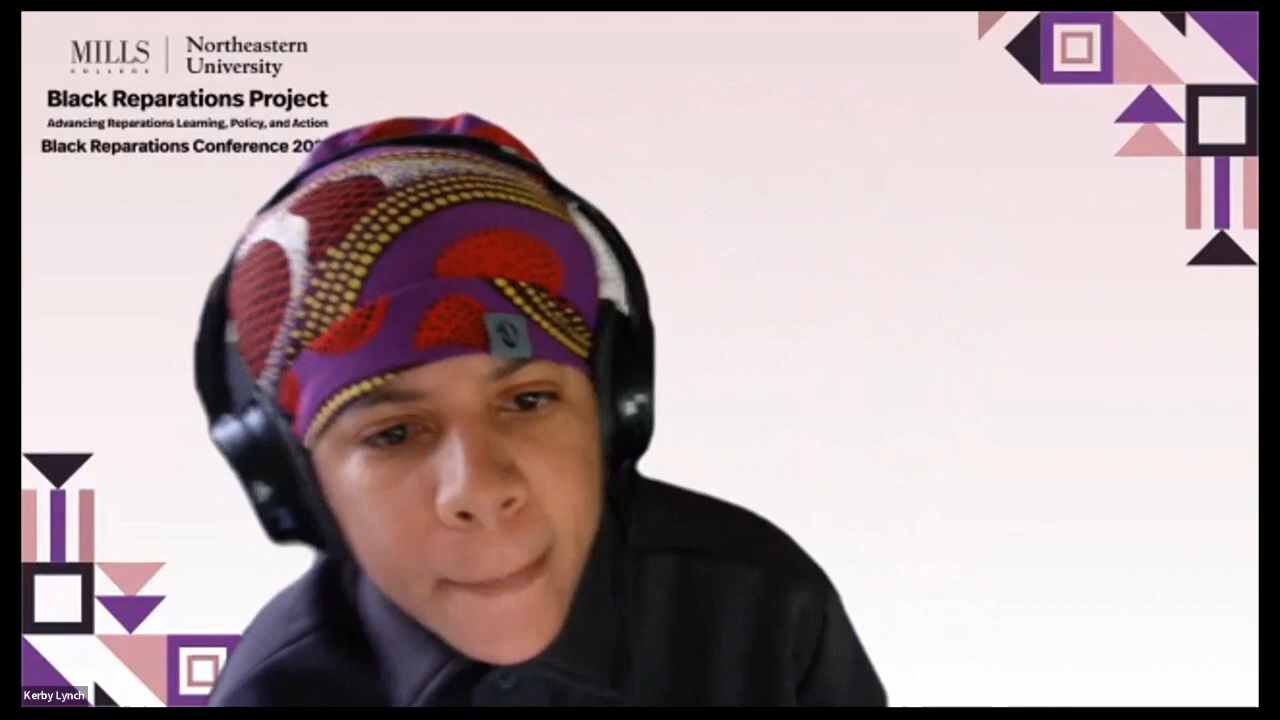 MILLS
COLLEGE
Northeastern
University
Black Reparations Project
Advancing Reparations Learning, Policy, and Action
Black Reparations Conference
Kerby Lynch